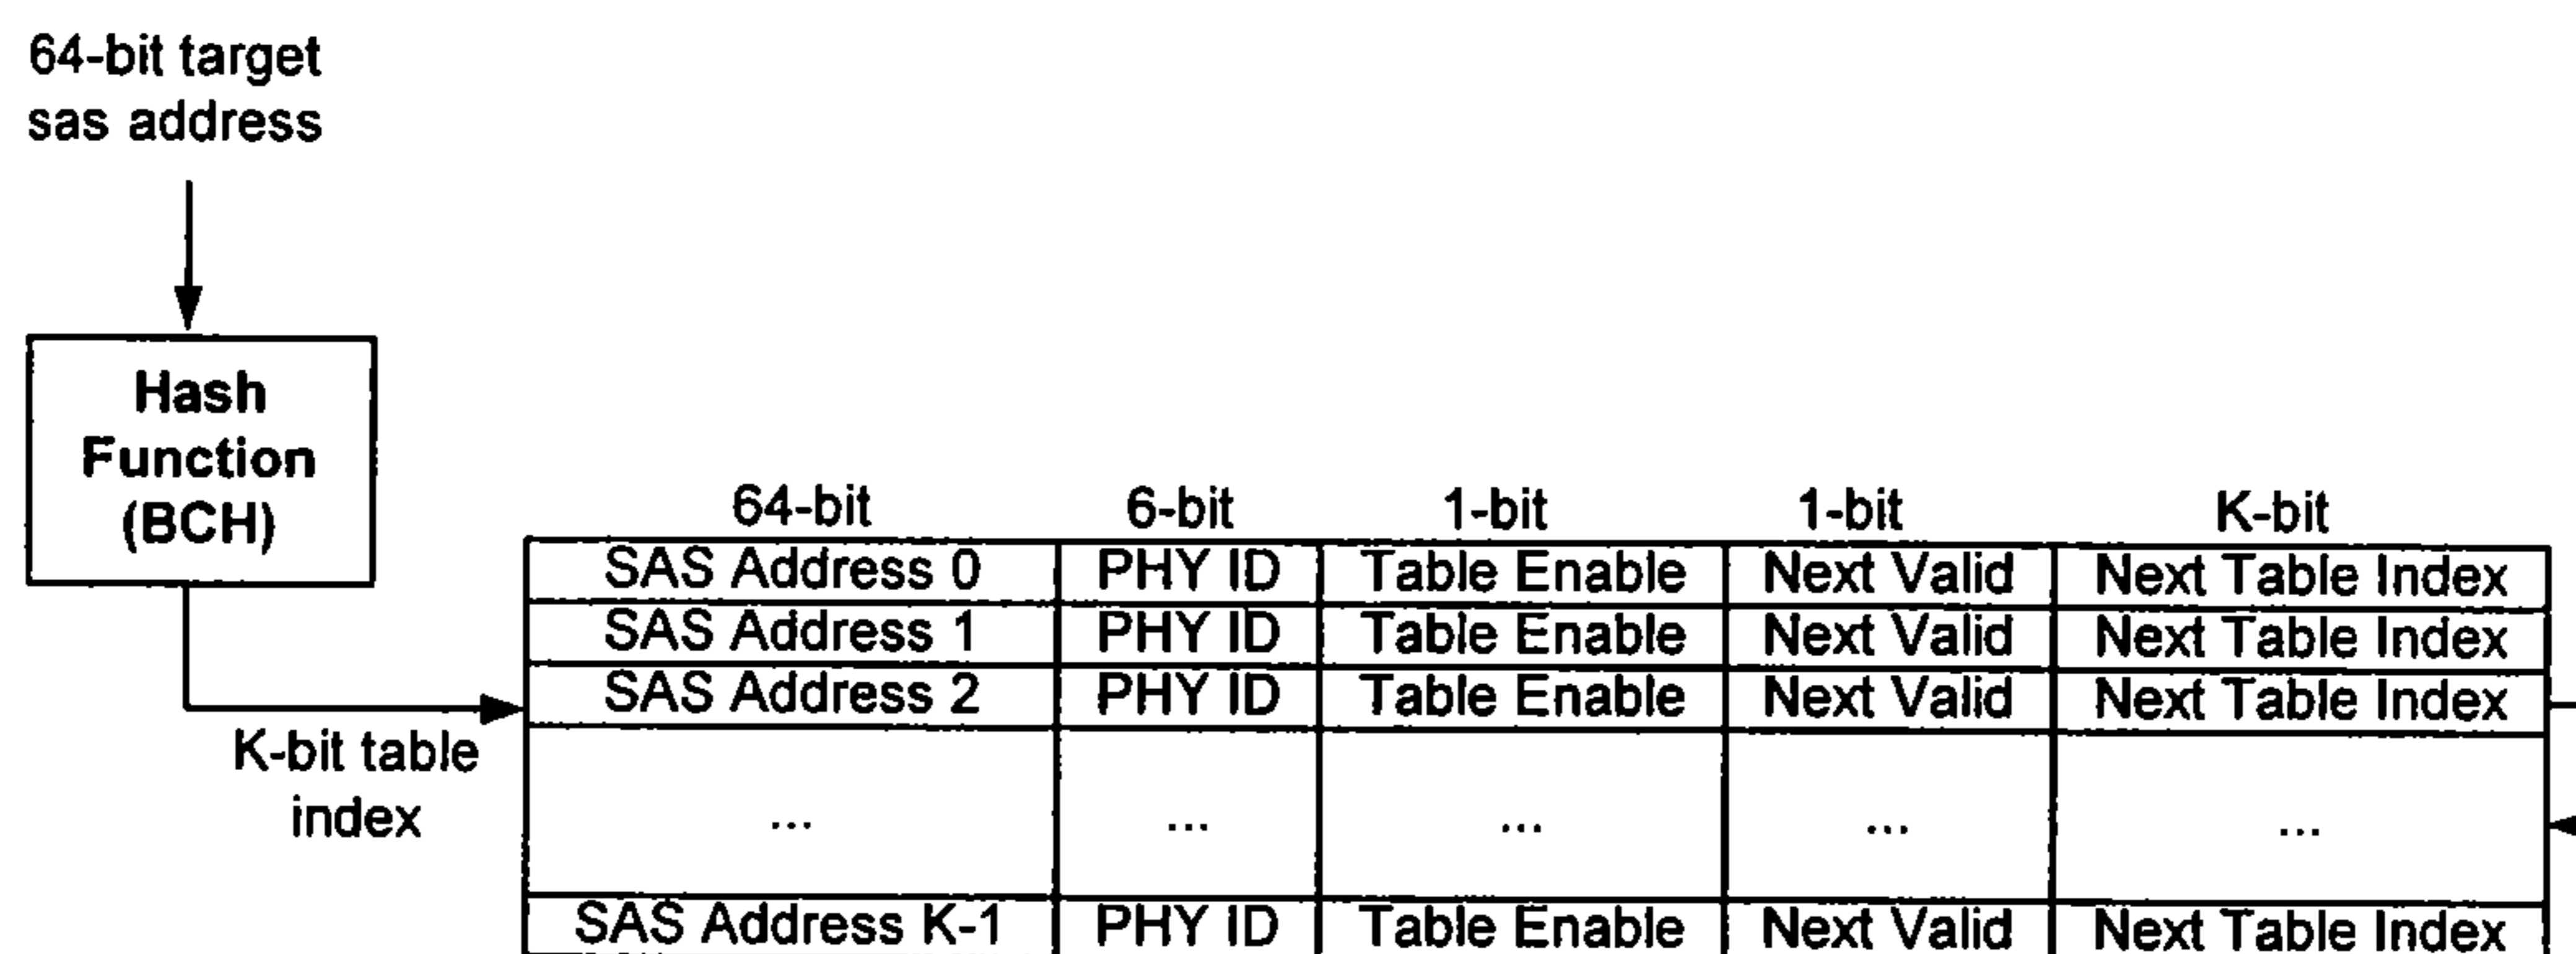 64-bit target
sas address
Hash
Function
(BCH)
K-bit table
index
64-bit 6-bit 1-bit 1-bit K-bit
SAS Address 0 PHY ID Table Enable Next Valid Next Table Index
SAS Address 1 PHY ID Table Enable Next Valid Next Table Index
SAS Address 2 PHY ID Table Enable Next Valid Next Table Index
... ... ... ... ...
SAS Address K-1 PHY ID Table Enable Next Valid Next Table Index